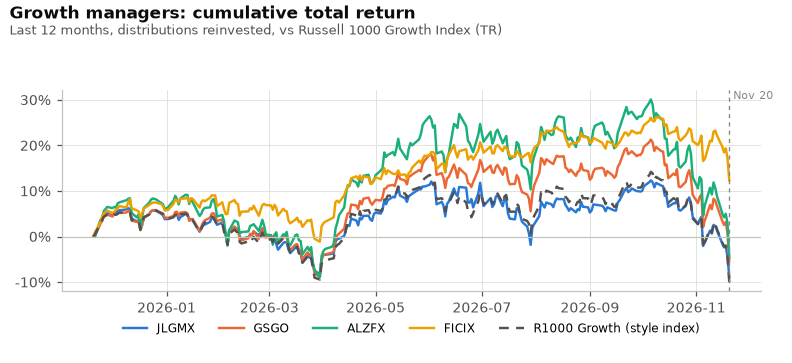 Growth managers: cumulative total return
Last 12 months, distributions reinvested, vs Russell 1000 Growth Index (TR)
Nov 20
30%
20%
10%
0%
-10%
2026-01 2026-03 2026-05 2026-07 2026-09 2026-11
JLGMX GSGO ALZFX FICIX R1000 Growth (style index)